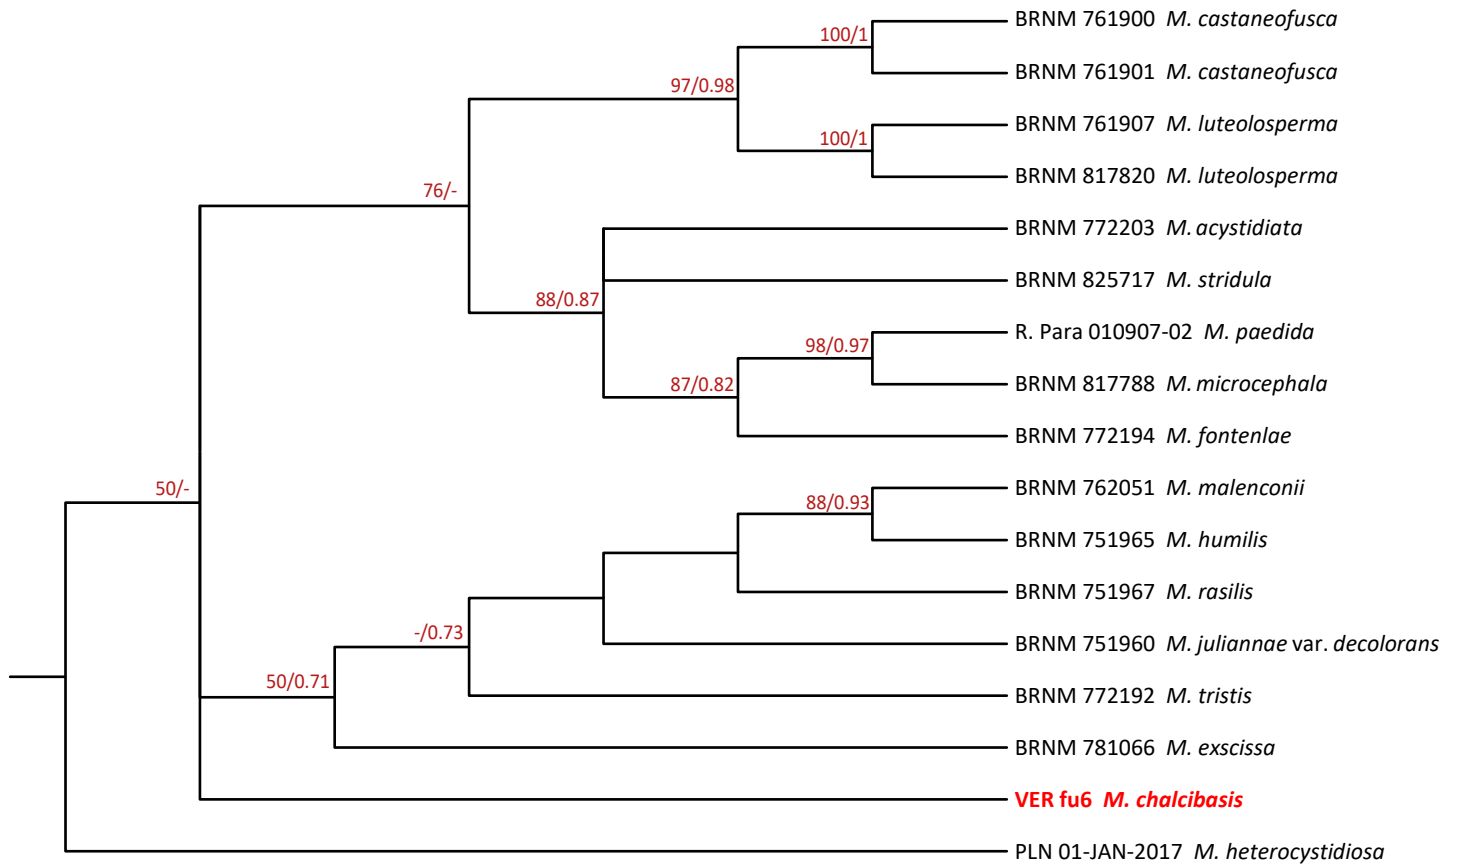 BRNM 761900 M. castaneofusca
100/1
BRNM 761901 M. castaneofusca
97/0.98
BRNM 761907 M. luteolosperma
100/1
BRNM 817820 M. luteolosperma
76/-
BRNM 772203 M. acystidiata
BRNM 825717 M. stridula
88/0.87
R. Para 010907-02 M. paedida
98/0.97
BRNM 817788 M. microcephala
87/0.82
BRNM 772194 M. fontenlae
50/-
BRNM 762051 M. malenconii
88/0.93
BRNM 751965 M. humilis
BRNM 751967 M. rasilis
-/0.73
BRNM 751960 M. juliannae var. decolorans
50/0.71
BRNM 772192 M. tristis
BRNM 781066 M. exscissa
VER fu6 M. chalcibasis
PLN 01-JAN-2017 M. heterocystidiosa